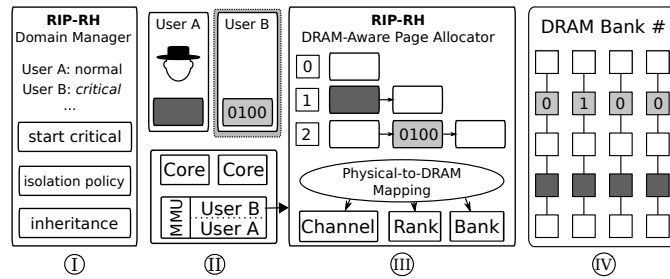 RIP-RH
Domain Manager
User A: normal
User B: critical
...
start critical
isolation policy
inheritance
I
User A
User B
0100
Core
Core
MMU
User B
User A
II
RIP-RH
DRAM-Aware Page Allocator
0
1
2
0100
Physical-to-DRAM
Mapping
Channel
Rank
Bank
III
DRAM Bank #
0 1 0 0
IV